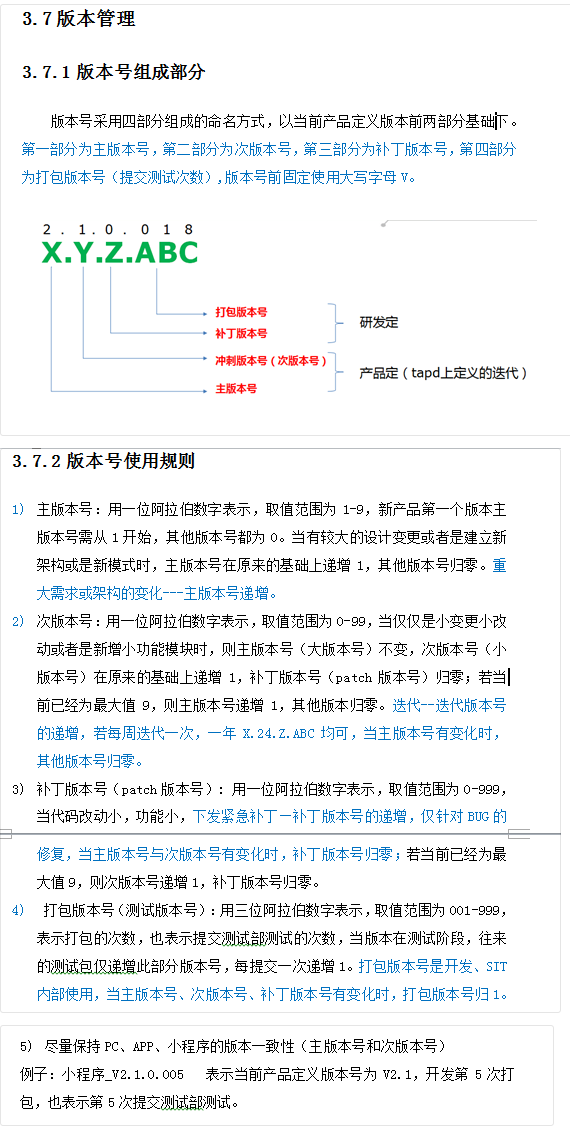 3.7 版本管理
3.7.1 版本号组成部分
版本号采用四部分组成的命名方式，以当前产品定义版本前两部分基础下。
第一部分为主版本号，第二部分为次版本号，第三部分为补丁版本号，第四部分
为打包版本号（提交测试次数）,版本号前固定使用大写字母 V。
2 . 1 . 0 . 0 1 8
X.Y.Z.ABC
打包版本号
补丁版本号
研发定
冲刺版本号（次版本号）
产品定（tapd上定义的迭代）
主版本号
3.7.2 版本号使用规则
1) 主版本号：用一位阿拉伯数字表示，取值范围为 1-9，新产品第一个版本主
版本号需从 1 开始，其他版本号都为 0。当有较大的设计变更或者是建立新
架构或是新模式时，主版本号在原来的基础上递增 1，其他版本号归零。重
大需求或架构的变化---主版本号递增。
2) 次版本号：用一位阿拉伯数字表示，取值范围为 0-99，当仅仅是小变更小改
动或者是新增小功能模块时，则主版本号（大版本号）不变，次版本号（小
版本号）在原来的基础上递增 1，补丁版本号（patch 版本号）归零；若当
前已经为最大值 9，则主版本号递增 1，其他版本归零。迭代--迭代版本号
的递增，若每周迭代一次，一年 X.24.Z.ABC 均可，当主版本号有变化时，
其他版本号归零。
3) 补丁版本号（patch 版本号）：用一位阿拉伯数字表示，取值范围为 0-999，
当代码改动小，功能小，下发紧急补丁—补丁版本号的递增，仅针对 BUG 的
修复，当主版本号与次版本号有变化时，补丁版本号归零；若当前已经为最
大值 9，则次版本号递增 1，补丁版本号归零。
4) 打包版本号（测试版本号）：用三位阿拉伯数字表示，取值范围为 001-999，
表示打包的次数，也表示提交测试部测试的次数，当版本在测试阶段，往来
的测试包仅递增此部分版本号，每提交一次递增 1。打包版本号是开发、SIT
内部使用，当主版本号、次版本号、补丁版本号有变化时，打包版本号归 1。
5) 尽量保持 PC、APP、小程序的版本一致性（主版本号和次版本号）
例子：小程序_V2.1.0.005 表示当前产品定义版本号为 V2.1，开发第 5 次打
包，也表示第 5 次提交测试部测试。